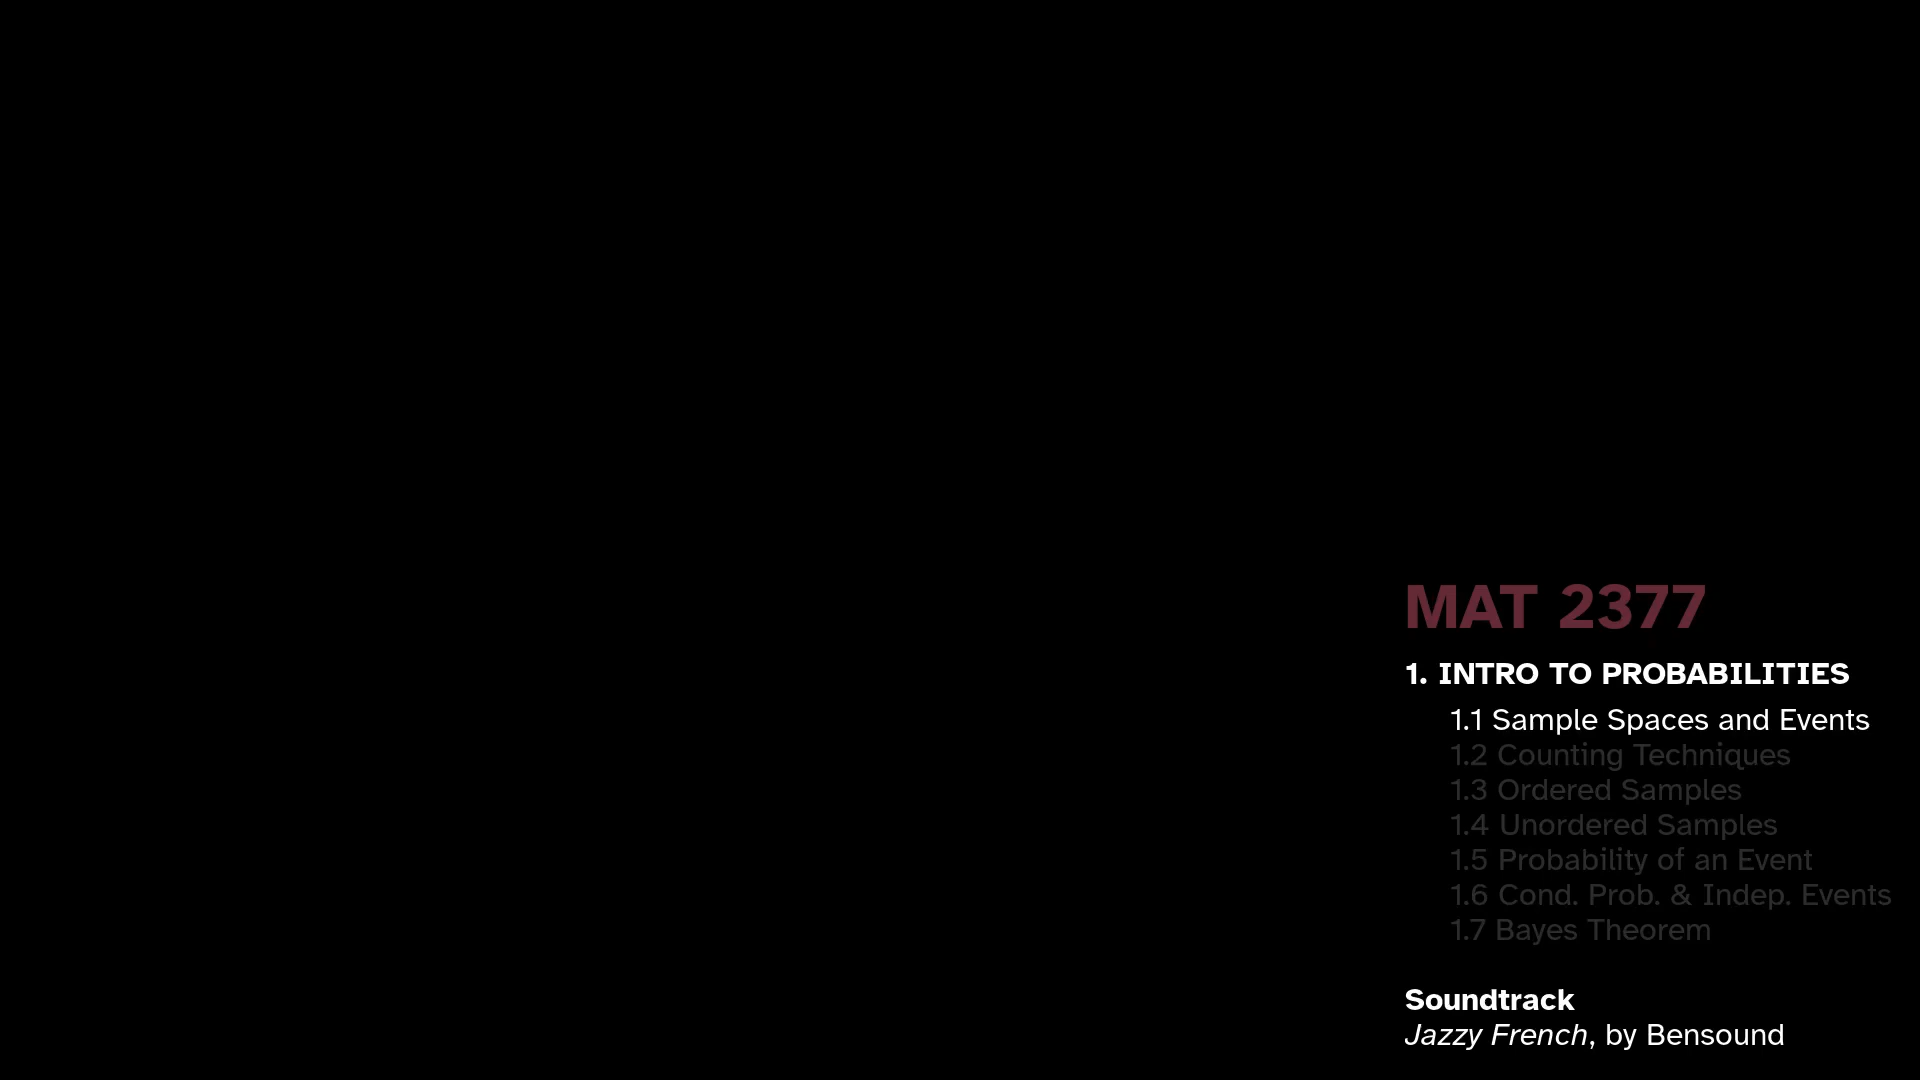 MAT 2377
1. INTRO TO PROBABILITIES
1.1 Sample Spaces and Events
1.2 Counting Techniques
1.3 Ordered Samples
1.4 Unordered Samples
1.5 Probability of an Event
1.6 Cond. Prob. & Indep. Events
1.7 Bayes Theorem
Soundtrack
Jazzy French, by Bensound